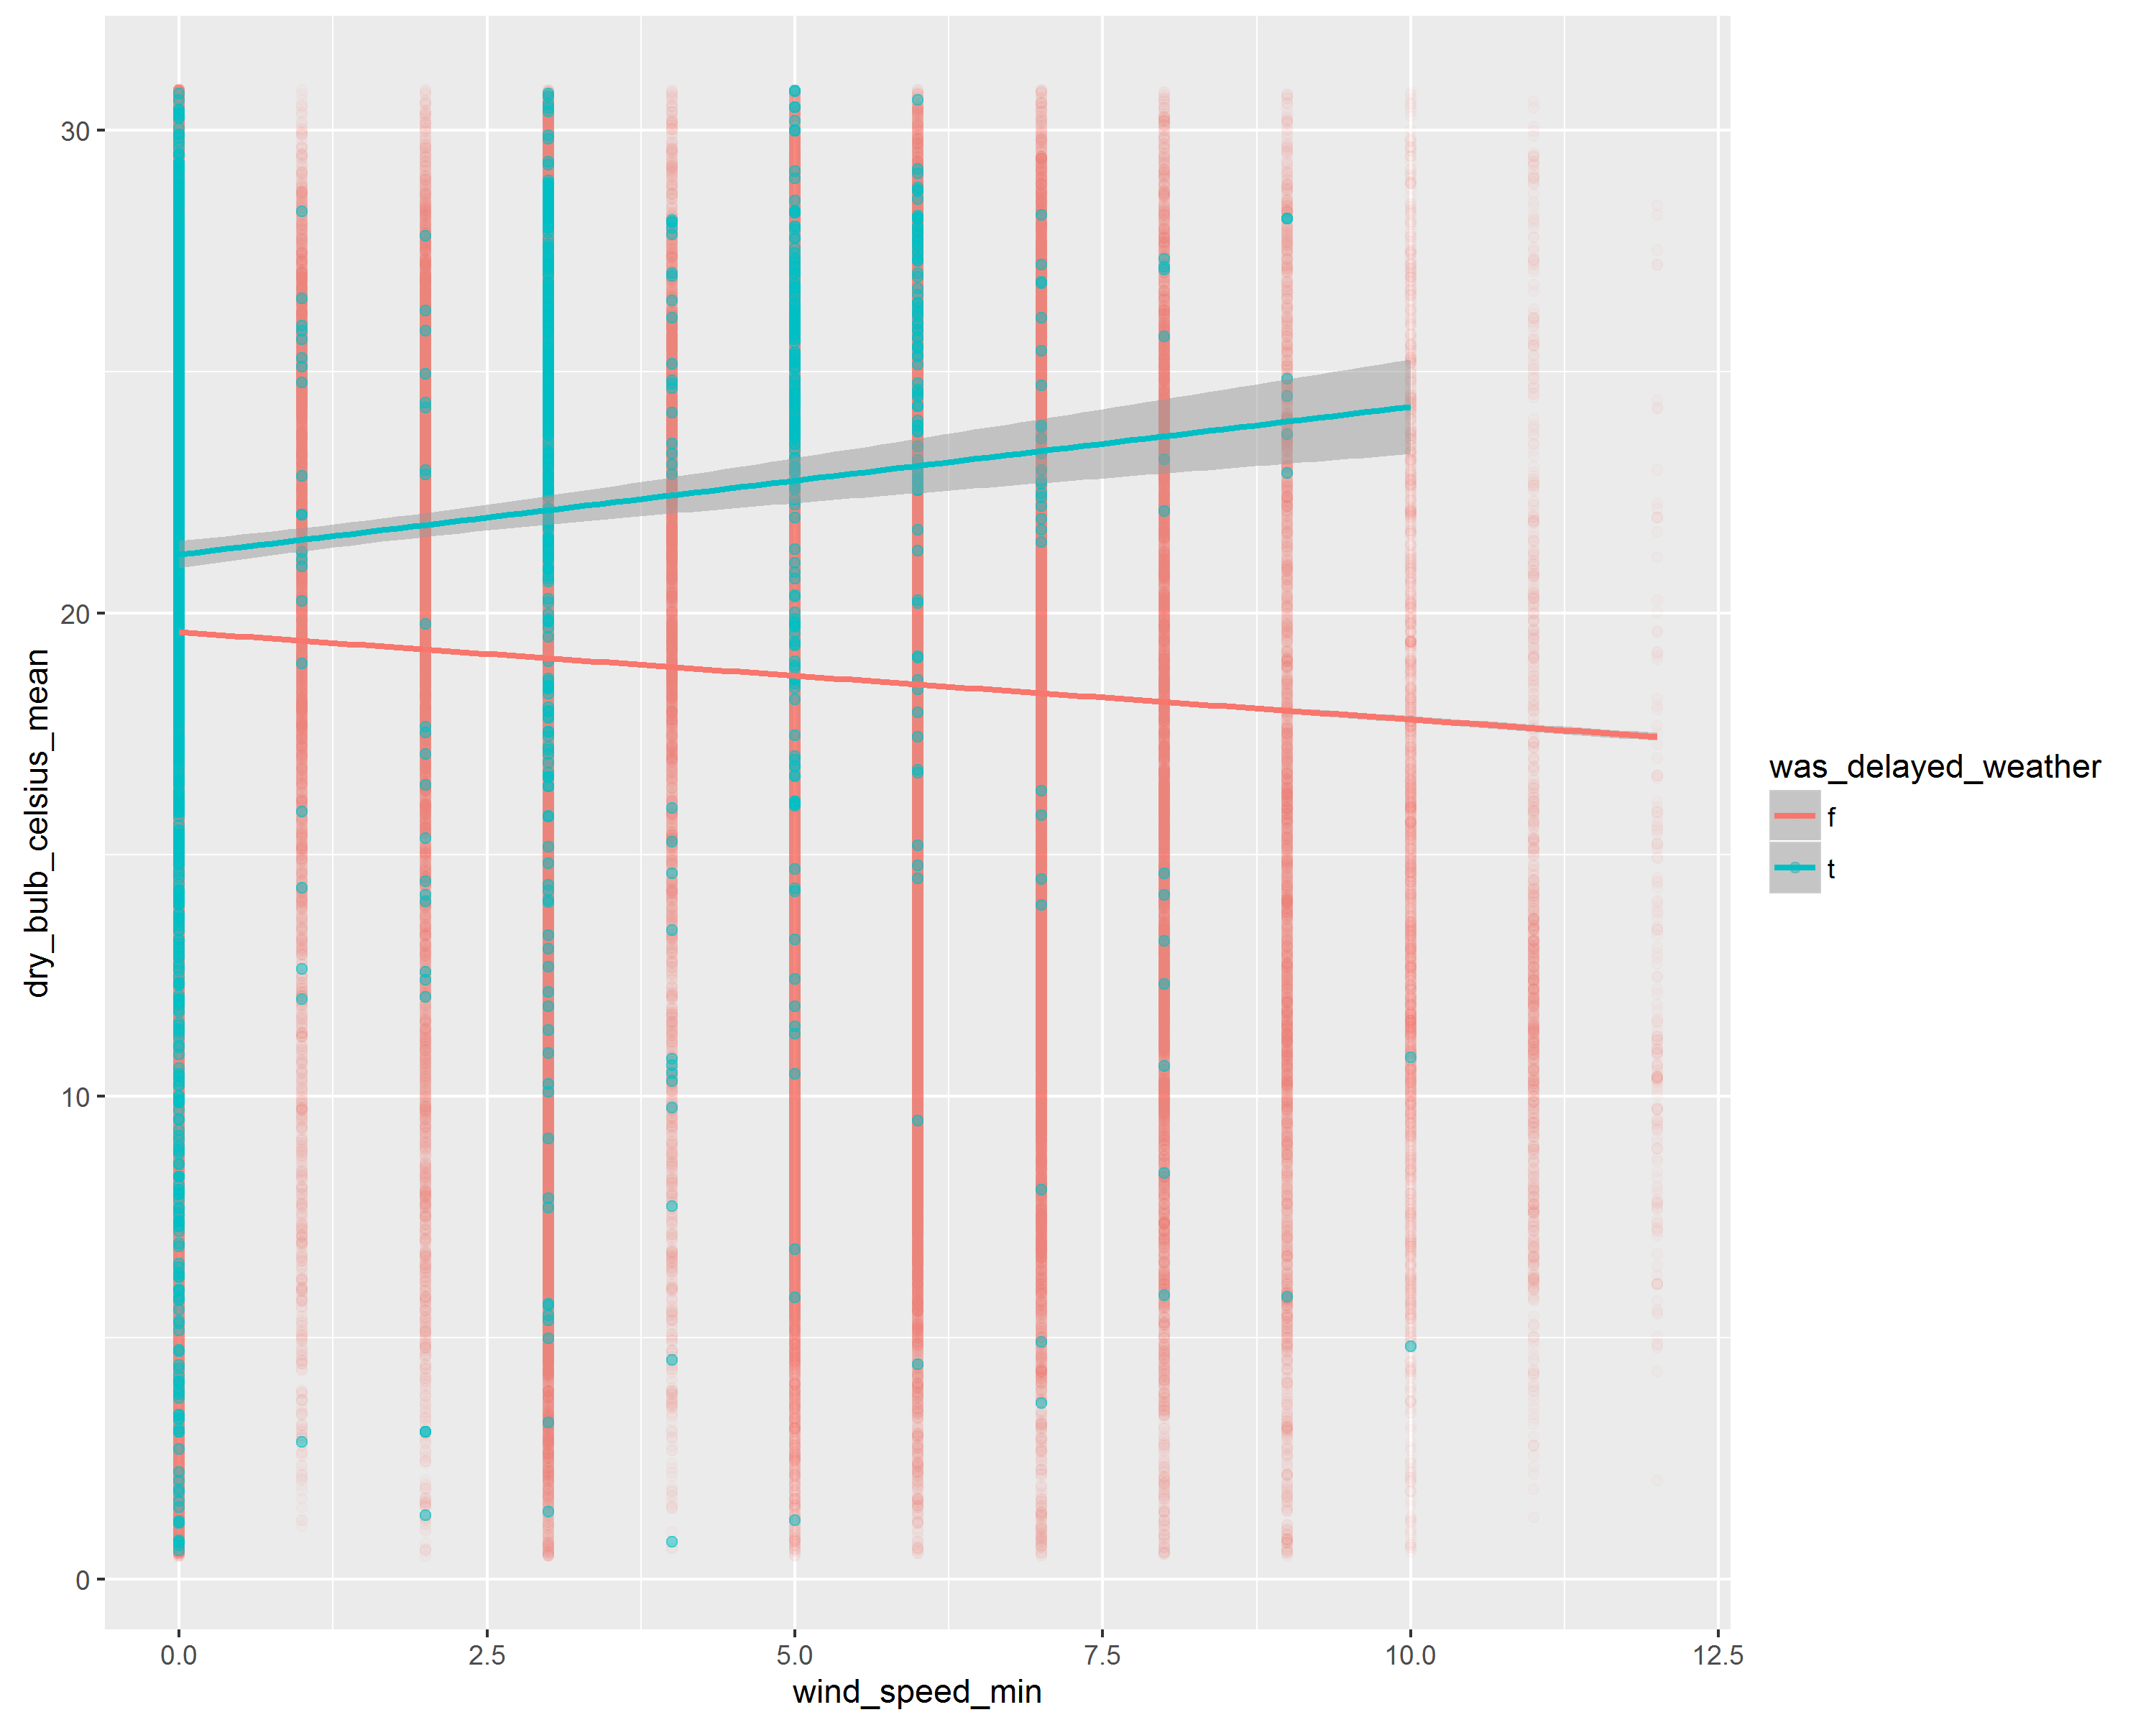 30
20
10
0
dry_bulb_celsius_mean
0.0 2.5 5.0 7.5 10.0 12.5
wind_speed_min
was_delayed_weather
f
t